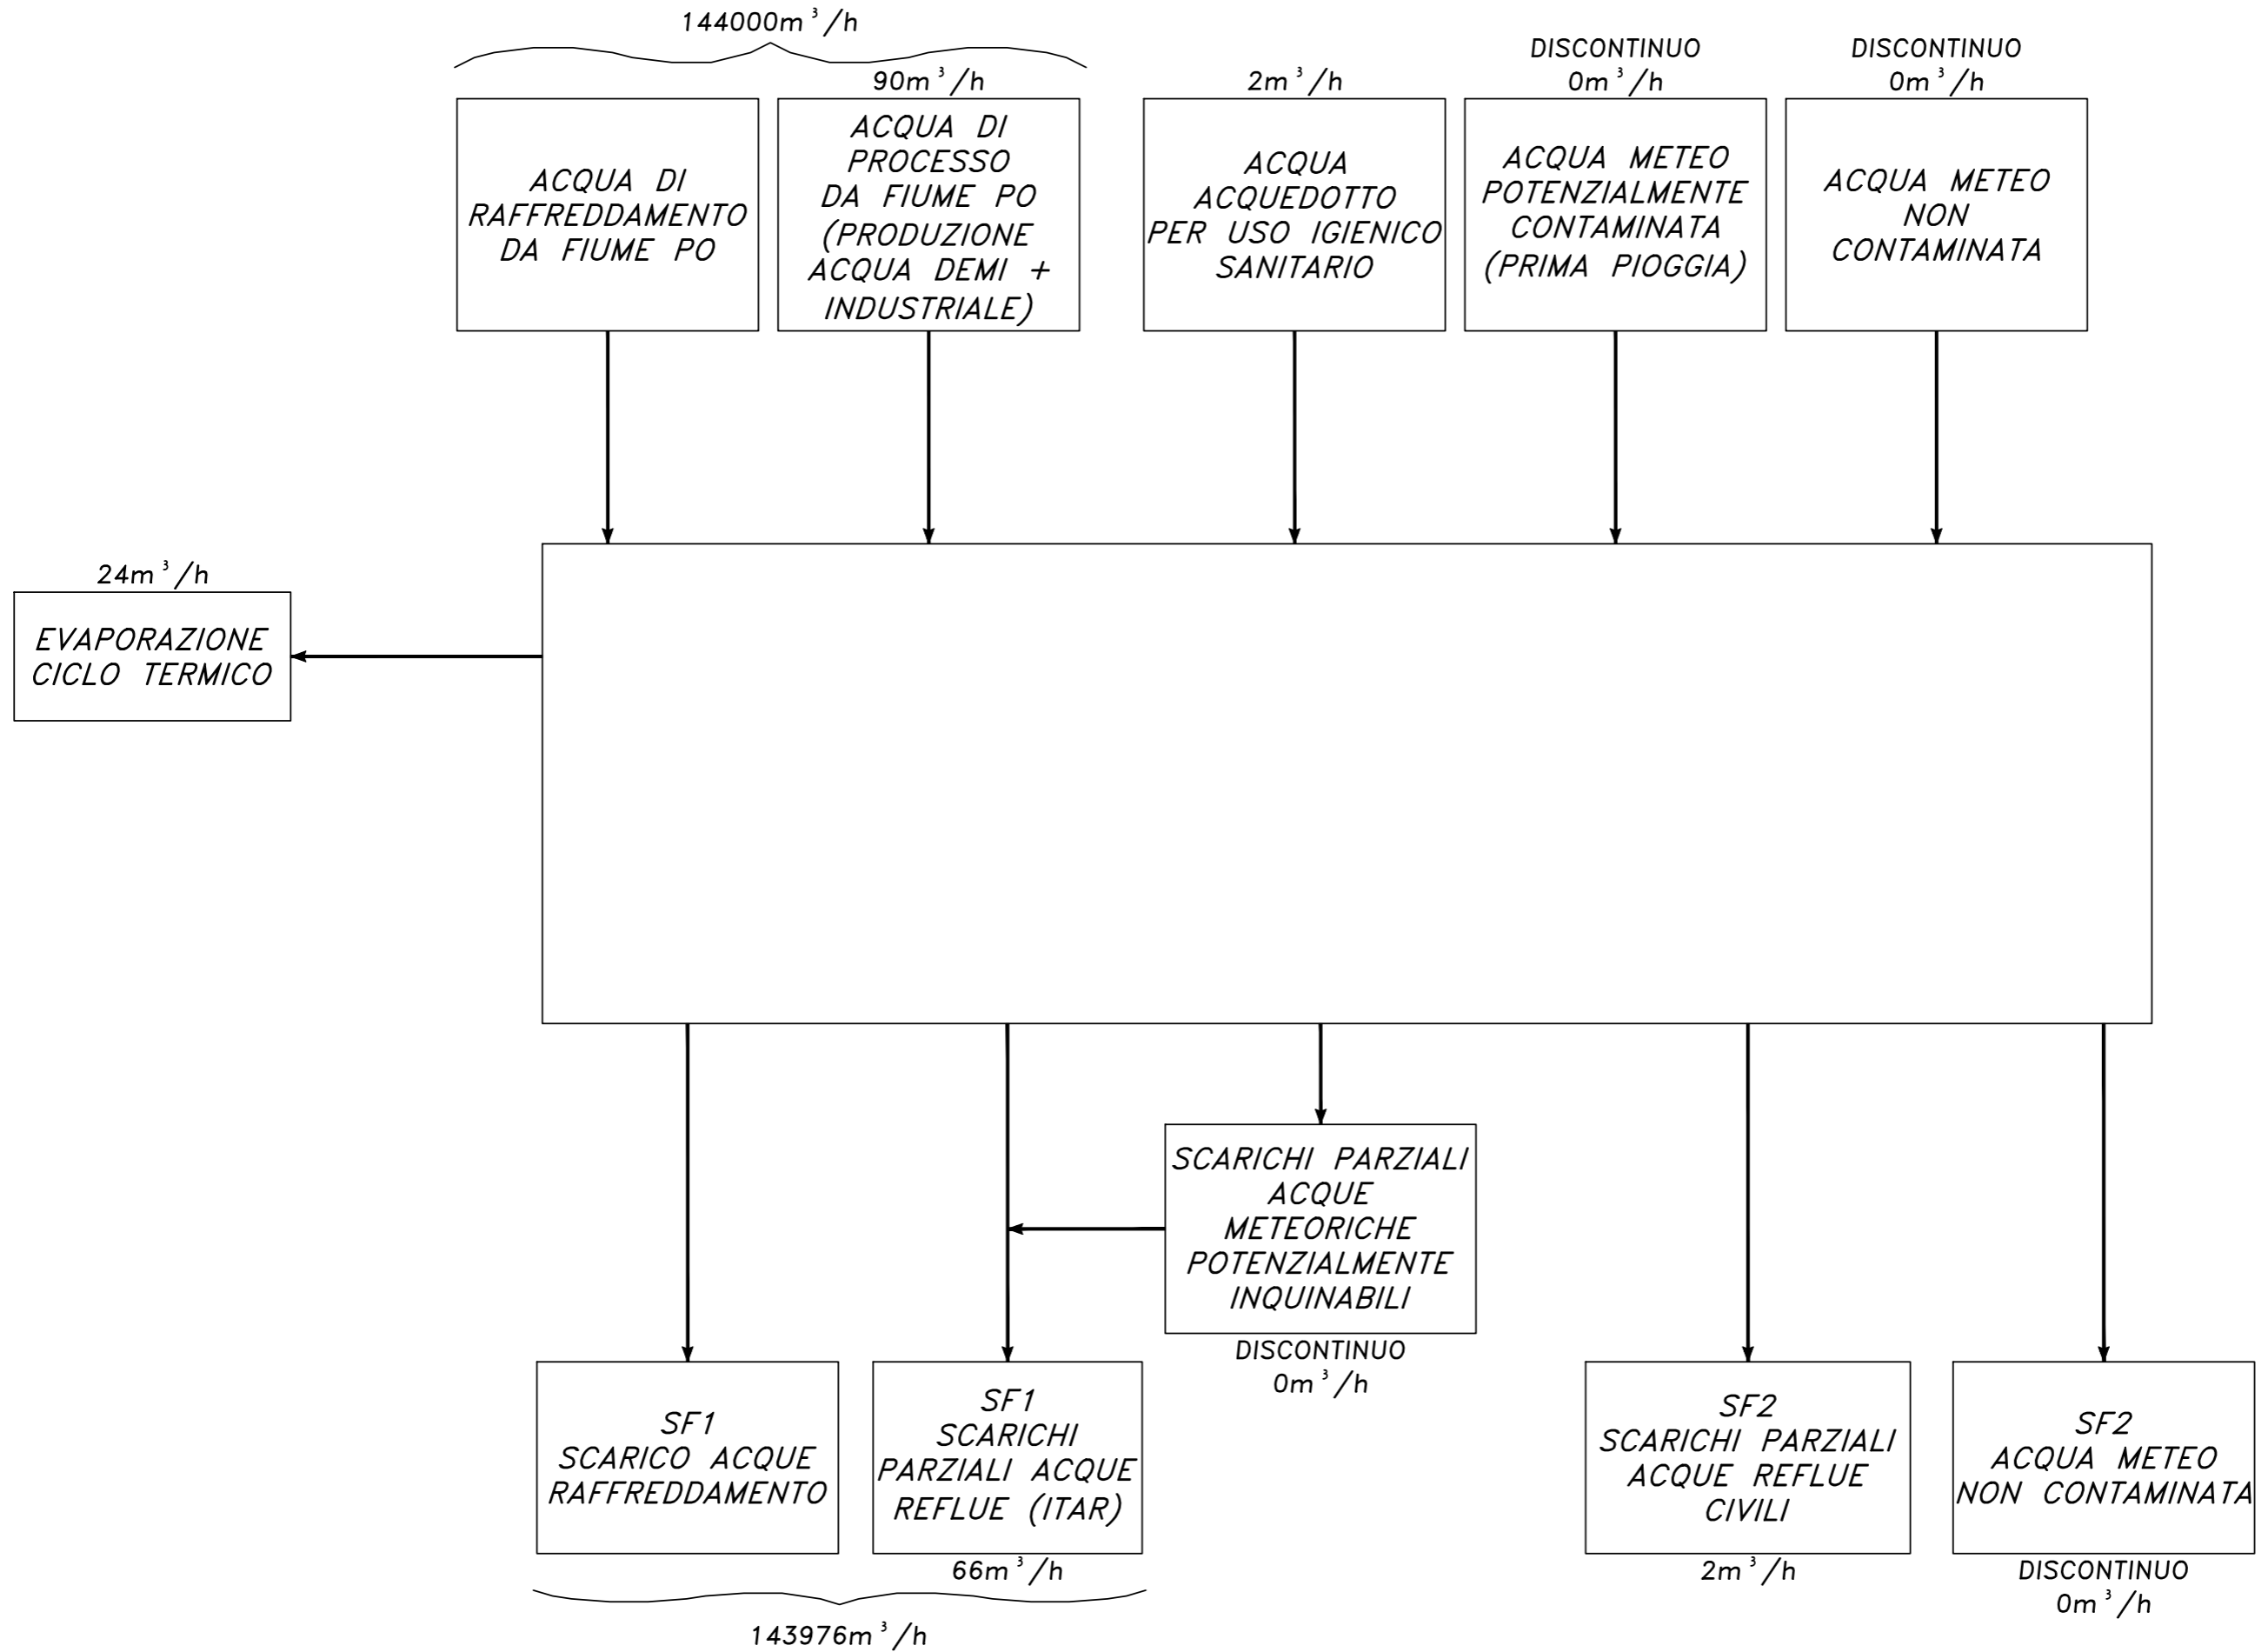 144000m³/h
90m³/h
ACQUA DI
RAFFREDDAMENTO
DA FIUME PO
ACQUA DI
PROCESSO
DA FIUME PO
(PRODUZIONE
ACQUA DEMI +
INDUSTRIALE)
2m³/h
ACQUA
ACQUEDOTTO
PER USO IGIENICO
SANITARIO
DISCONTINUO
0m³/h
ACQUA METEO
POTENZIALMENTE
CONTAMINATA
(PRIMA PIOGGIA)
DISCONTINUO
0m³/h
ACQUA METEO
NON
CONTAMINATA
24m³/h
EVAPORAZIONE
CICLO TERMICO
SCARICHI PARZIALI
ACQUE
METEORICHE
POTENZIALMENTE
INQUINABILI
DISCONTINUO
0m³/h
SF1
SCARICO ACQUE
RAFFREDDAMENTO
SF1
SCARICHI
PARZIALI ACQUE
REFLUE (ITAR)
66m³/h
143976m³/h
SF2
SCARICHI PARZIALI
ACQUE REFLUE
CIVILI
2m³/h
SF2
ACQUA METEO
NON CONTAMINATA
DISCONTINUO
0m³/h